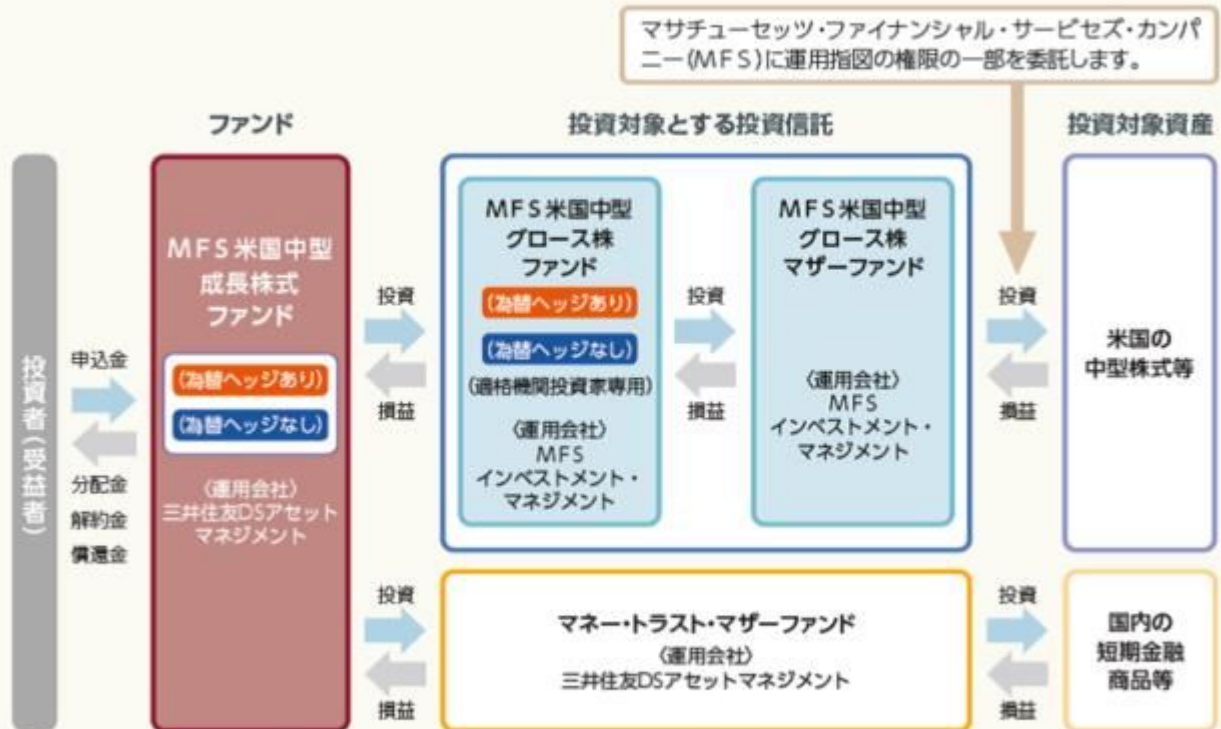 マサチューセッツ・ファイナンシャル・サービセズ・カンパ
ニー(MFS)に運用指図の権限の一部を委託します。
ファンド
投資対象とする投資信託
投資対象資産
投資者(受益者)
申込金
分配金
解約金
償還金
MFS米国中型
成長株式
ファンド
(為替ヘッジあり)
(為替ヘッジなし)
〈運用会社〉
三井住友DSアセット
マネジメント
投資
損益
MFS米国中型
グロース株
ファンド
(為替ヘッジあり)
(為替ヘッジなし)
(適格機関投資家専用)
〈運用会社〉
MFS
インベストメント・
マネジメント
投資
損益
MFS米国中型
グロース株
マザーファンド
〈運用会社〉
MFS
インベストメント・
マネジメント
投資
損益
米国の
中型株式等
投資
損益
マネー・トラスト・マザーファンド
〈運用会社〉
三井住友DSアセットマネジメント
投資
損益
国内の
短期金融
商品等